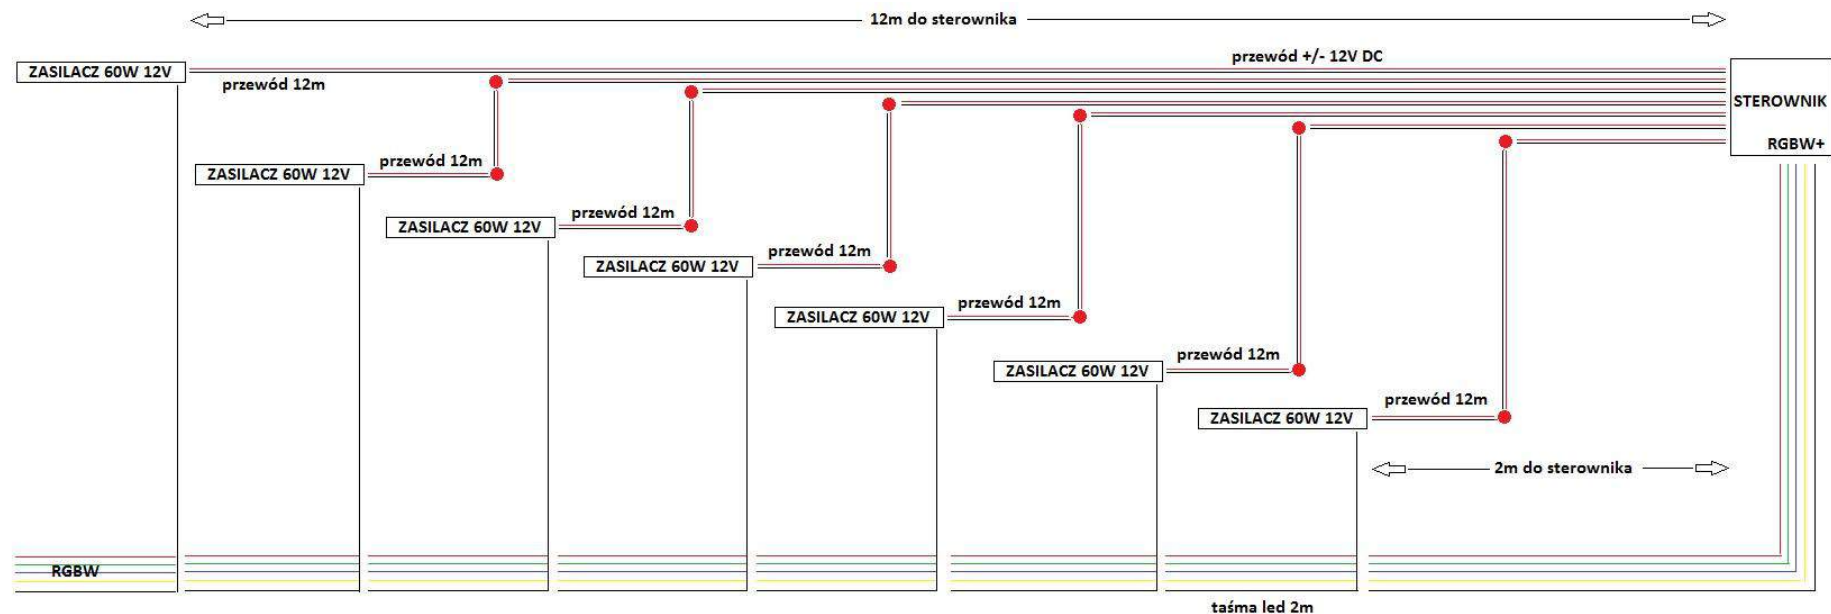 12m do sterownika
przewód +/- 12V DC
ZASILACZ 60W 12V
przewód 12m
STEROWNIK
RGBW+
przewód 12m
ZASILACZ 60W 12V
przewód 12m
ZASILACZ 60W 12V
przewód 12m
ZASILACZ 60W 12V
przewód 12m
ZASILACZ 60W 12V
przewód 12m
ZASILACZ 60W 12V
przewód 12m
ZASILACZ 60W 12V
2m do sterownika
RGBW
taśma led 2m